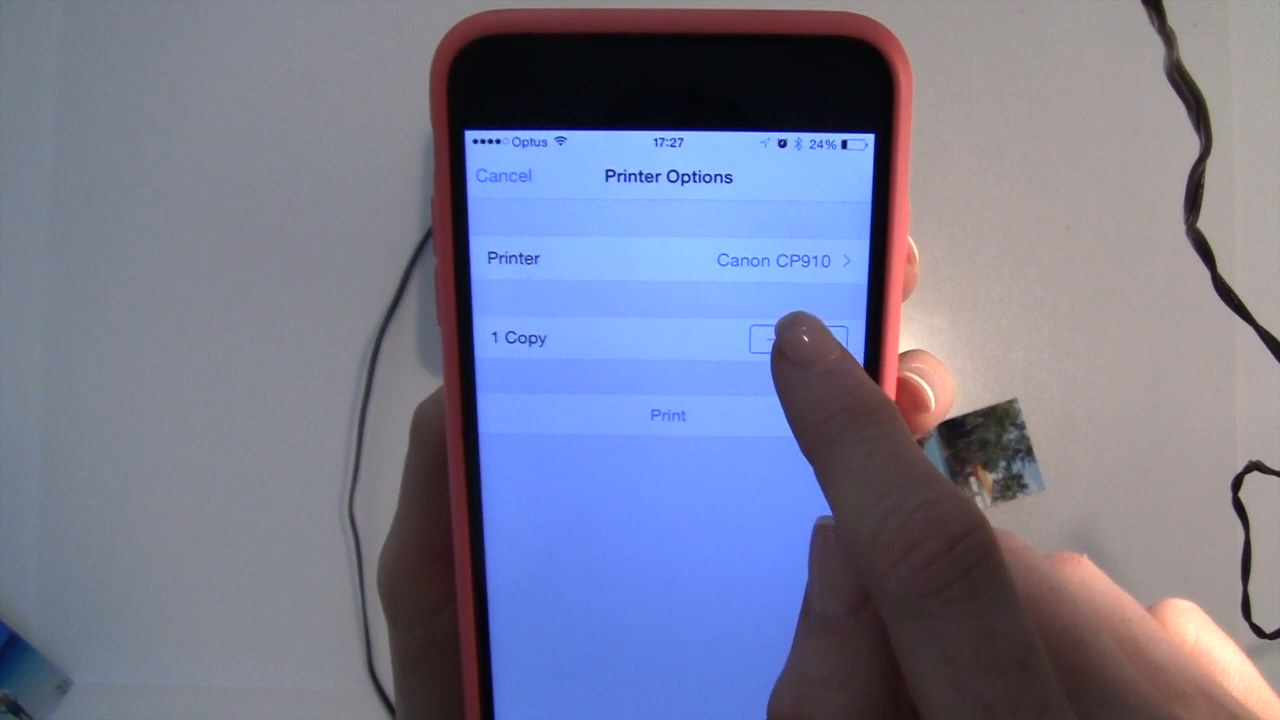 Optus 17:27 24%
Cancel Printer Options
Printer Canon CP910
1 Copy
Print